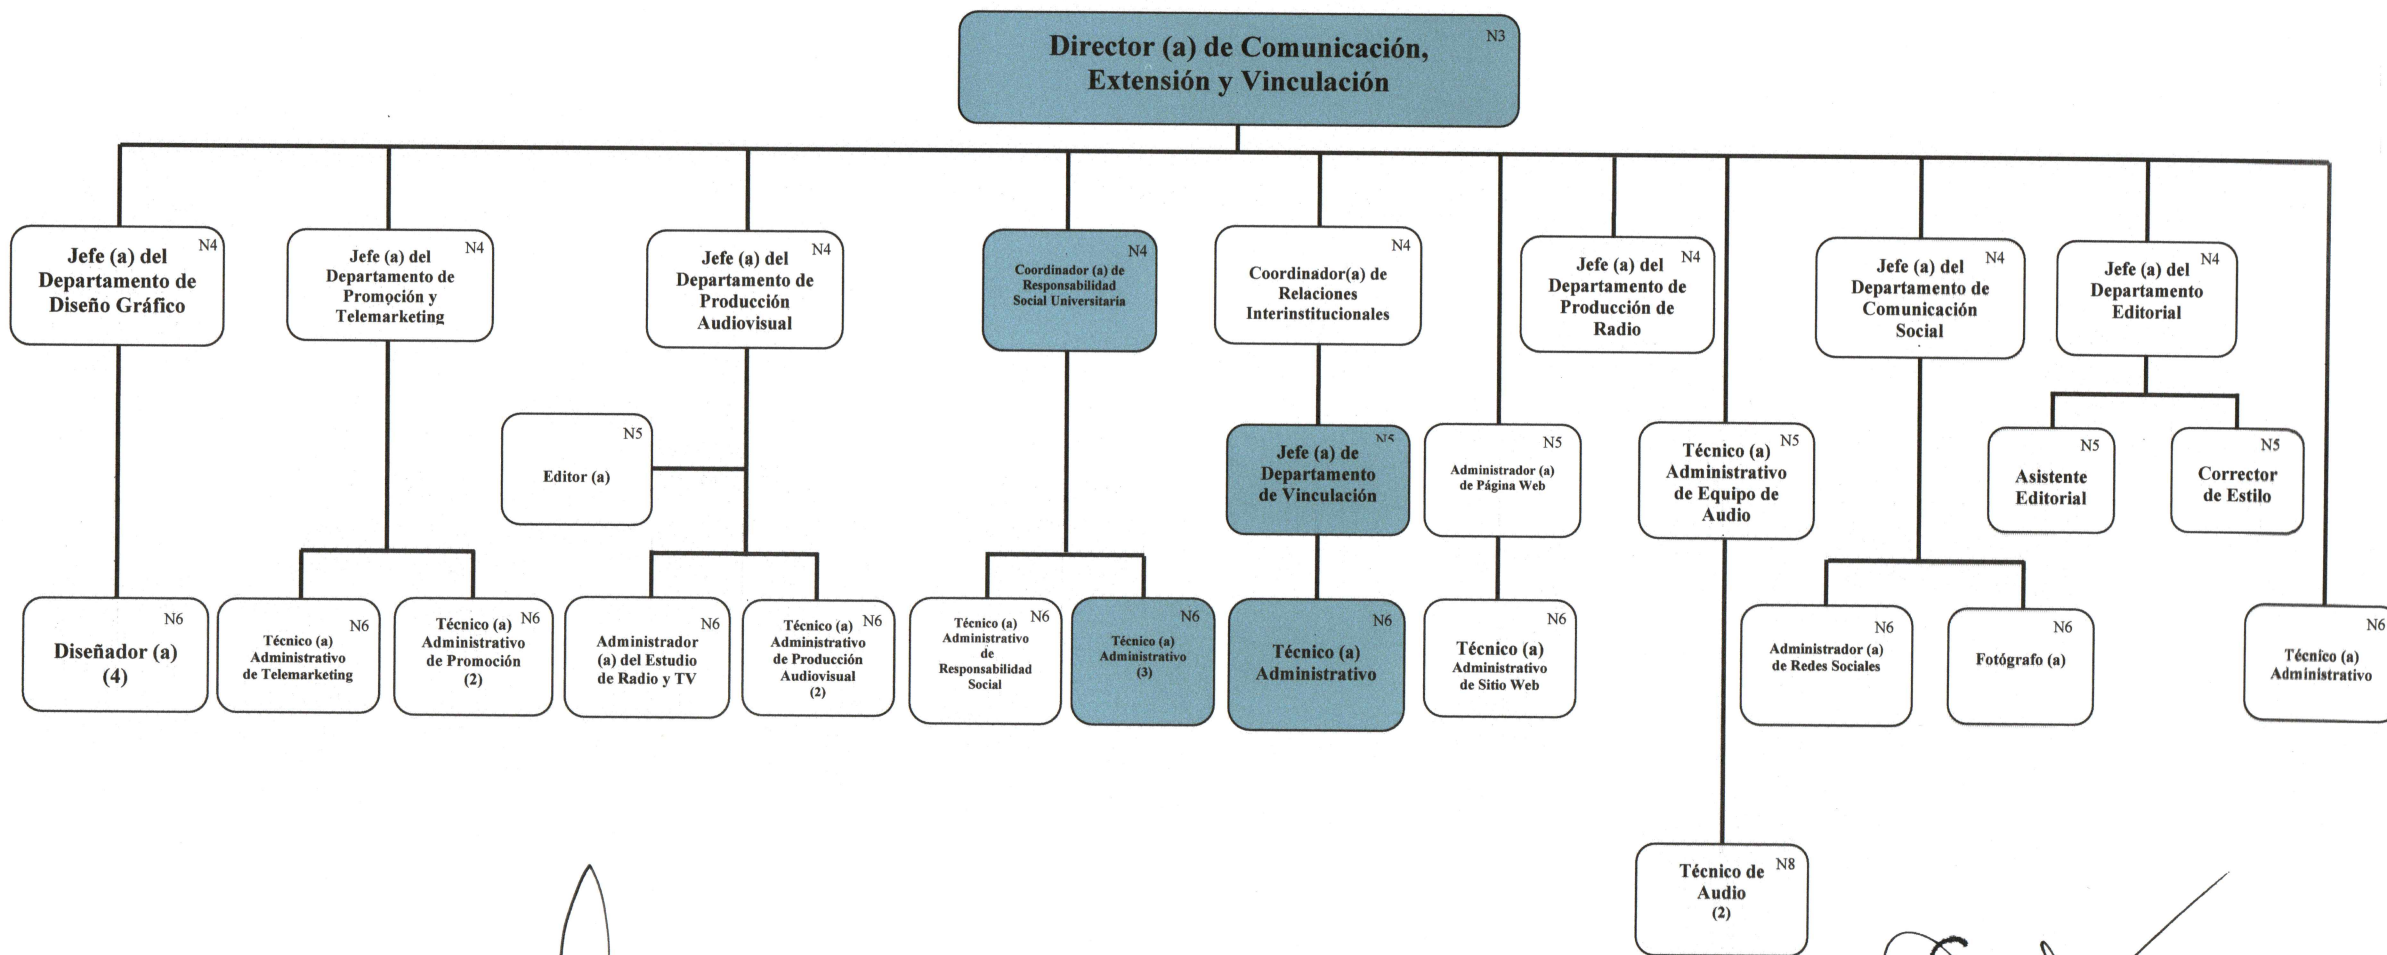 N3
Director (a) de Comunicación,
Extensión y Vinculación
N4
Jefe (a) del
Departamento de
Diseño Gráfico
N4
Jefe (a) del
Departamento de
Promoción y
Telemarketing
N4
Jefe (a) del
Departamento de
Producción
Audiovisual
N4
Coordinador (a) de
Responsabilidad
Social Universitaria
N4
Coordinador(a) de
Relaciones
Interinstitucionales
N4
Jefe (a) del
Departamento de
Producción de
Radio
N4
Jefe (a) del
Departamento de
Comunicación
Social
N4
Jefe (a) del
Departamento
Editorial
N5
Editor (a)
N5
Jefe (a) de
Departamento
de Vinculación
N5
Administrador (a)
de Página Web
N5
Técnico (a)
Administrativo
de Equipo de
Audio
N5
Asistente
Editorial
N5
Corrector
de Estilo
N6
Diseñador (a)
(4)
N6
Técnico (a)
Administrativo
de Telemarketing
N6
Técnico (a)
Administrativo
de Promoción
(2)
N6
Administrador
(a) del Estudio
de Radio y TV
N6
Técnico (a)
Administrativo
de Producción
Audiovisual
(2)
N6
Técnico (a)
Administrativo
de
Responsabilidad
Social
N6
Técnico (a)
Administrativo
(3)
N6
Técnico (a)
Administrativo
N6
Técnico (a)
Administrativo
de Sitio Web
N6
Administrador (a)
de Redes Sociales
N6
Fotógrafo (a)
N6
Técnico (a)
Administrativo
N8
Técnico de
Audio
(2)